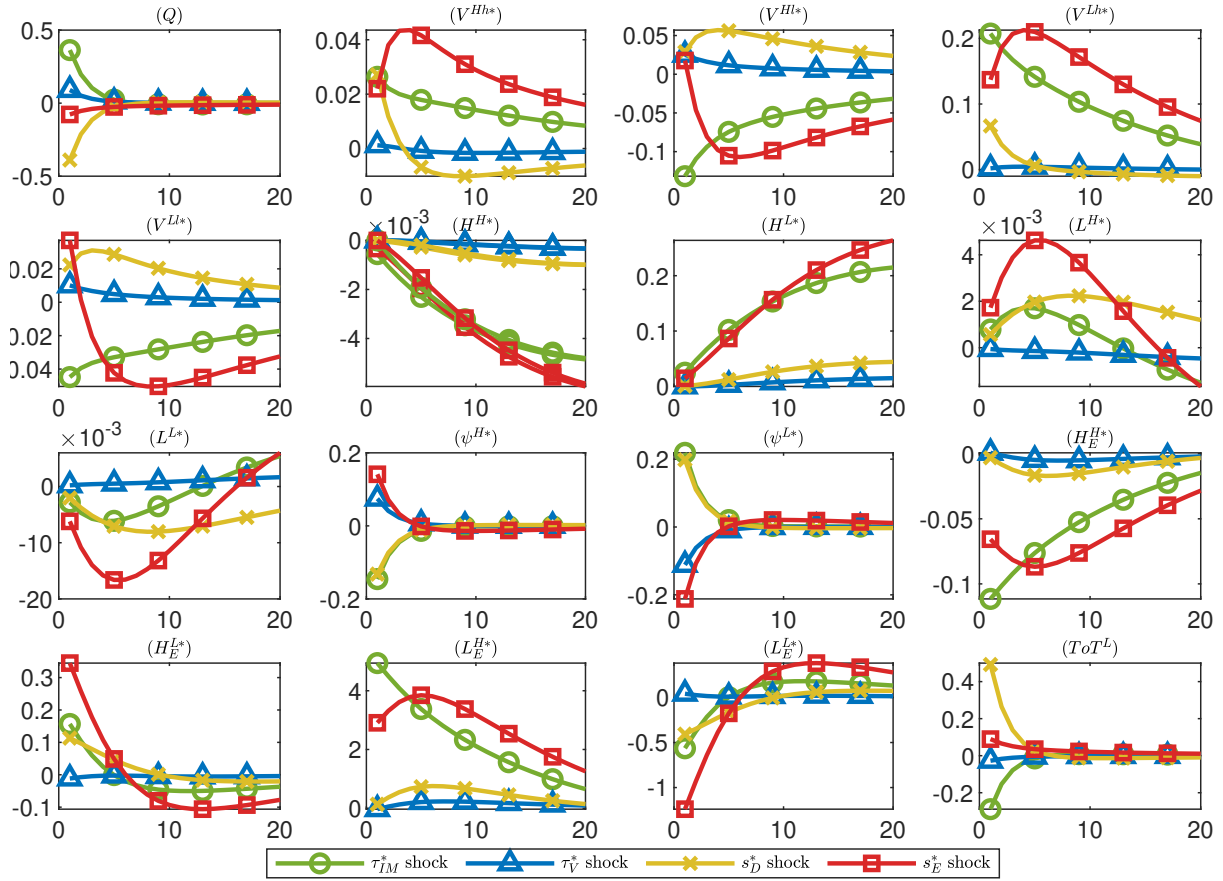 (Q) (V^{Hh*}) (V^{Hl*}) (V^{Lh*})
0.5 0.04 0.05 0.2
0 0.02 0 0.1
-0.5 0 -0.05 0
-0.1
0 10 20 0 10 20 0 10 20 0 10 20
(V^{Ll*}) ×10^{-3} (H^{H*}) (H^{L*}) ×10^{-3} (L^{H*})
0.02 0 0.2 4
0 -2 0.1 2
0.02 -4 0 0
0.04
0 10 20 0 10 20 0 10 20 0 10 20
×10^{-3} (L^{L*}) (ψ^{H*}) (ψ^{L*}) (H_E^{H*})
0 0.2 0.2 0
-10 0 0 -0.05
-20 -0.2 -0.2 -0.1
0 10 20 0 10 20 0 10 20 0 10 20
(H_E^{L*}) (L_E^{H*}) (L_E^{L*}) (ToT^L)
0.3 4 0 0.4
0.2 2 -0.5 0.2
0.1 0 -1 0
0 -0.2
-0.1
0 10 20 0 10 20 0 10 20 0 10 20
τ*_{IM} shock τ*_V shock s*_D shock s*_E shock